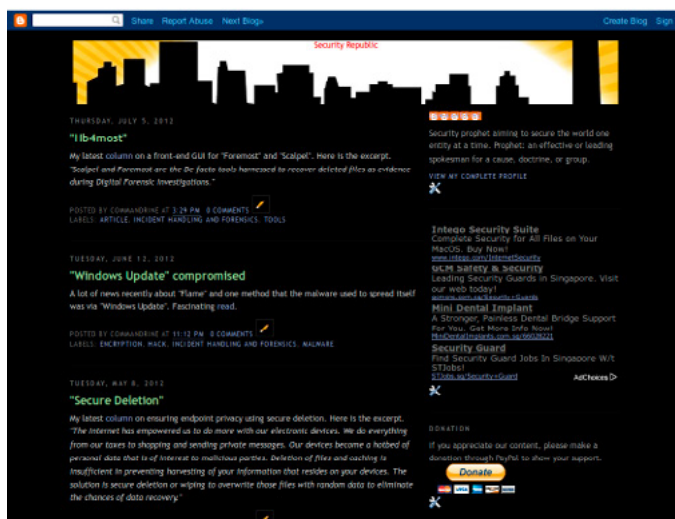 Share Report Abuse Next Blog» Create Blog Sign
Security Republic
THURSDAY, JULY 5, 2012
My latest column on a front-end GUI for "Foremost" and "Scalpel". Here is the excerpt.
"Scalpel and Foremost are the De facto tools harnessed to recover deleted files as evidence
during Digital Forensic Investigations."
POSTED BY COMMANDRINE AT 3:29 PM 0 COMMENTS
LABELS: ARTICLE, INCIDENT HANDLING AND FORENSICS, TOOLS
TUESDAY, JUNE 12, 2012
"Windows Update" compromised
A lot of news recently about "Flame" and one method that the malware used to spread itself
was via "Windows Update". Fascinating read.
POSTED BY COMMANDRINE AT 11:12 PM 0 COMMENTS
LABELS: ENCRYPTION, HACK, INCIDENT HANDLING AND FORENSICS, MALWARE
TUESDAY, MAY 8, 2012
"Secure Deletion"
My latest column on ensuring endpoint privacy using secure deletion. Here is the excerpt.
"The Internet has empowered us to do more with our electronic devices. We do everything
from our taxes to shopping and sending private messages. Our devices become a hotbed of
personal data that is of interest to malicious parties. Deletion of files and caching is
insufficient in preventing harvesting of your information that resides on your devices. The
solution is secure deletion or wiping to overwrite those files with random data to eliminate
the chances of data recovery."
Security prophet aiming to secure the world one
entity at a time. Prophet: an effective or leading
spokesman for a cause, doctrine, or group.
VIEW MY COMPLETE PROFILE
Intego Security Suite
Complete Security for All Files on Your
MacOS. Buy Now!
www.intego.com/InternetSecurity
GCM Safety & Security
Leading Security Guards in Singapore. Visit
our web today!
Mini Dental Implant
A Stronger, Painless Dental Bridge Support
For You. Get More Info Now!
MiniDentalImplants.com.sg/66028221
Security Guard
Find Security Guard Jobs In Singapore W/t
STJobs!
STJobs.sg/Security+Guard
AdChoices
DONATION
If you appreciate our content, please make a
donation through PayPal to show your support.
Donate
VISA